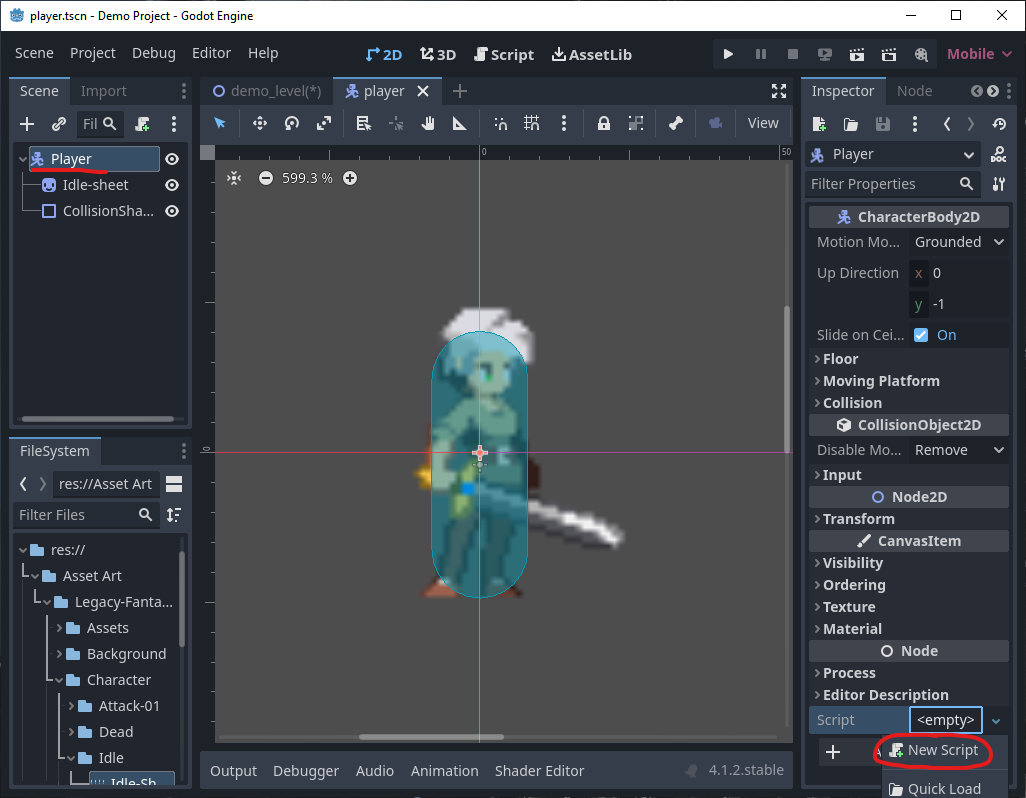 player.tscn - Demo Project - Godot Engine
Scene Project Debug Editor Help
2D 3D Script AssetLib
Mobile
Scene Import
Fil
Player
Idle-sheet
CollisionSha...
FileSystem
res://Asset Art
Filter Files
res://
Asset Art
Legacy-Fanta...
Assets
Background
Character
Attack-01
Dead
Idle
Idle-Sh
demo_level(*) player
View
0 50
599.3 %
0
Output Debugger Audio Animation Shader Editor
4.1.2.stable
Inspector Node
Player
Filter Properties
CharacterBody2D
Motion Mo... Grounded
Up Direction x 0
y -1
Slide on Cei... On
Floor
Moving Platform
Collision
CollisionObject2D
Disable Mo... Remove
Input
Node2D
Transform
CanvasItem
Visibility
Ordering
Texture
Material
Node
Process
Editor Description
Script <empty>
New Script
Quick Load